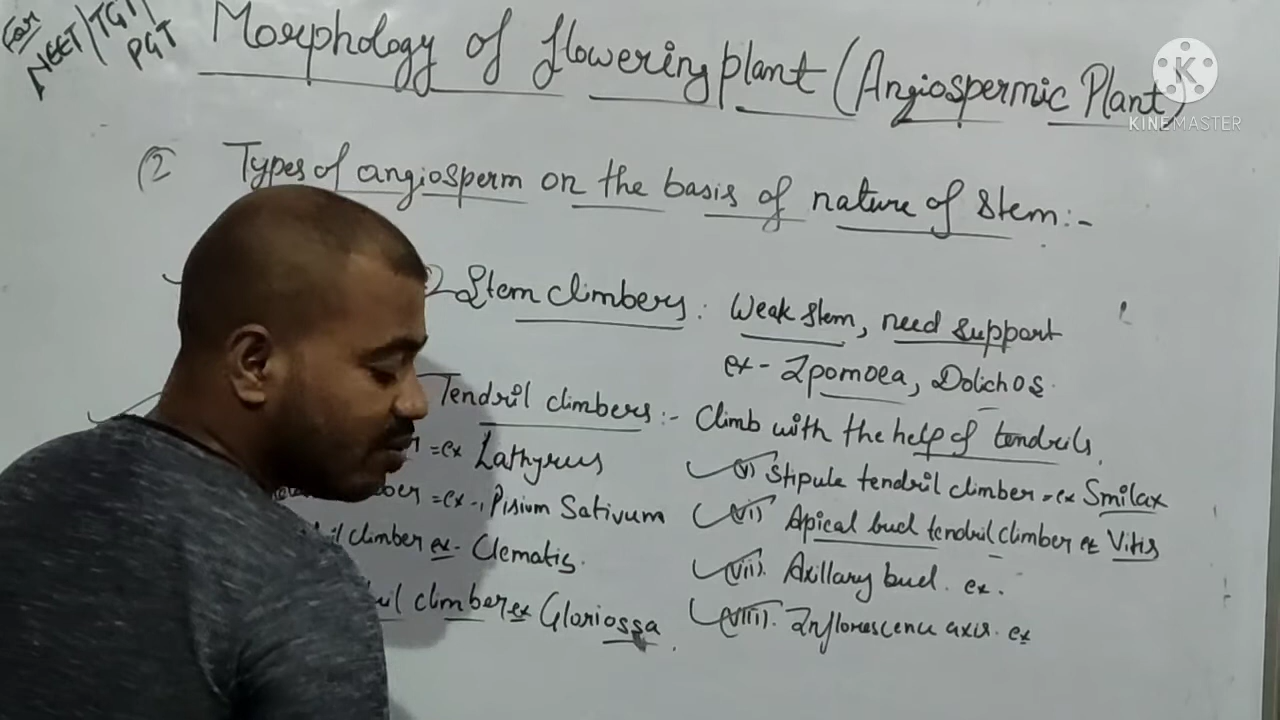 For
NEET/TGT/
PGT
Morphology of flowering plant (Angiospermic Plant)
K
KINEMASTER
(2 Types of angiosperm on the basis of nature of Stem:-
Stem climbers: Weak stem, need support
ex- Ipomoea, Dolichos.
Tendril climbers:- Climb with the help of tendrils.
=ex Lathyrus
=ex-, Pisium Sativum
climber ex- Clematis.
climber ex Gloriossa.
(v) Stipule tendril climber =ex Smilax
(vi) Apical bud tendril climber ex Vitis
(vii). Axillary bud. ex.
(viii). Inflorescence axis. ex